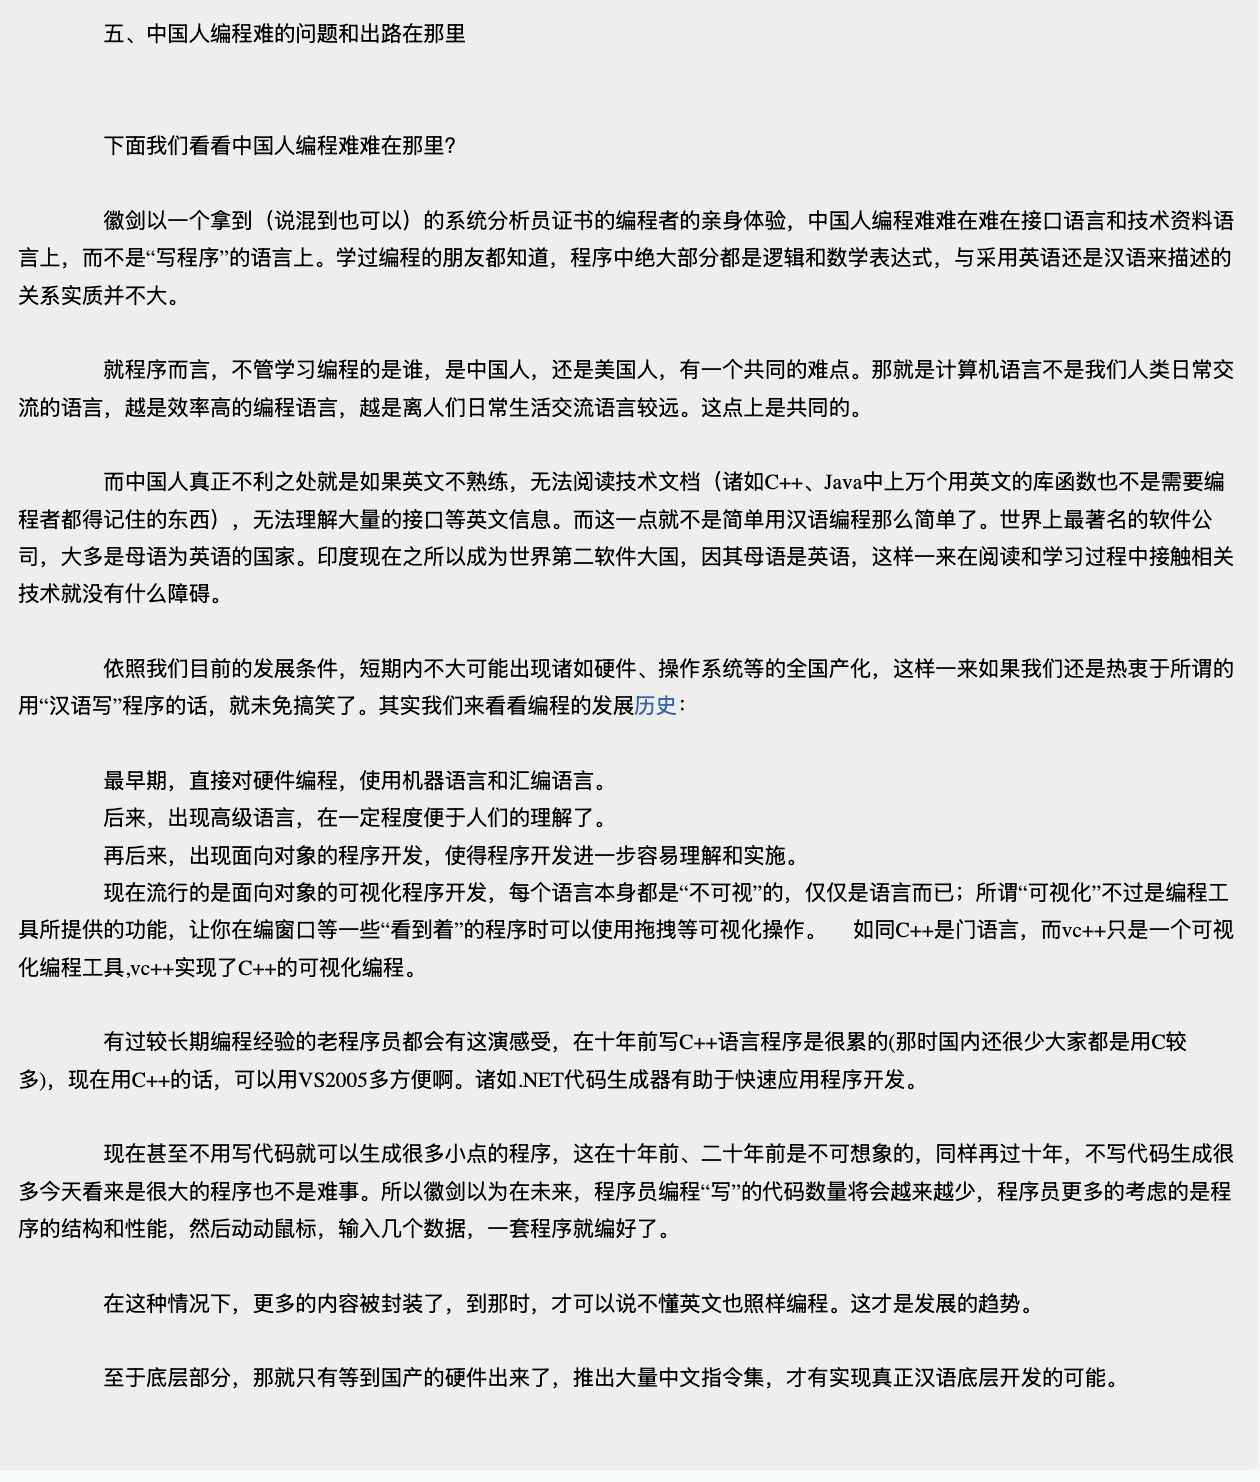 五、中国人编程难的问题和出路在那里
下面我们看看中国人编程难难在那里？
徽剑以一个拿到（说混到也可以）的系统分析员证书的编程者的亲身体验，中国人编程难难在难在接口语言和技术资料语
言上，而不是“写程序”的语言上。学过编程的朋友都知道，程序中绝大部分都是逻辑和数学表达式，与采用英语还是汉语来描述的
关系实质并不大。
就程序而言，不管学习编程的是谁，是中国人，还是美国人，有一个共同的难点。那就是计算机语言不是我们人类日常交
流的语言，越是效率高的编程语言，越是离人们日常生活交流语言较远。这点上是共同的。
而中国人真正不利之处就是如果英文不熟练，无法阅读技术文档（诸如C++、Java中上万个用英文的库函数也不是需要编
程者都得记住的东西），无法理解大量的接口等英文信息。而这一点就不是简单用汉语编程那么简单了。世界上最著名的软件公
司，大多是母语为英语的国家。印度现在之所以成为世界第二软件大国，因其母语是英语，这样一来在阅读和学习过程中接触相关
技术就没有什么障碍。
依照我们目前的发展条件，短期内不大可能出现诸如硬件、操作系统等的全国产化，这样一来如果我们还是热衷于所谓的
用“汉语写”程序的话，就未免搞笑了。其实我们来看看编程的发展历史：
最早期，直接对硬件编程，使用机器语言和汇编语言。
后来，出现高级语言，在一定程度便于人们的理解了。
再后来，出现面向对象的程序开发，使得程序开发进一步容易理解和实施。
现在流行的是面向对象的可视化程序开发，每个语言本身都是“不可视”的，仅仅是语言而已；所谓“可视化”不过是编程工
具所提供的功能，让你在编窗口等一些“看到着”的程序时可以使用拖拽等可视化操作。 如同C++是门语言，而vc++只是一个可视
化编程工具,vc++实现了C++的可视化编程。
有过较长期编程经验的老程序员都会有这演感受，在十年前写C++语言程序是很累的(那时国内还很少大家都是用C较
多)，现在用C++的话，可以用VS2005多方便啊。诸如.NET代码生成器有助于快速应用程序开发。
现在甚至不用写代码就可以生成很多小点的程序，这在十年前、二十年前是不可想象的，同样再过十年，不写代码生成很
多今天看来是很大的程序也不是难事。所以徽剑以为在未来，程序员编程“写”的代码数量将会越来越少，程序员更多的考虑的是程
序的结构和性能，然后动动鼠标，输入几个数据，一套程序就编好了。
在这种情况下，更多的内容被封装了，到那时，才可以说不懂英文也照样编程。这才是发展的趋势。
至于底层部分，那就只有等到国产的硬件出来了，推出大量中文指令集，才有实现真正汉语底层开发的可能。